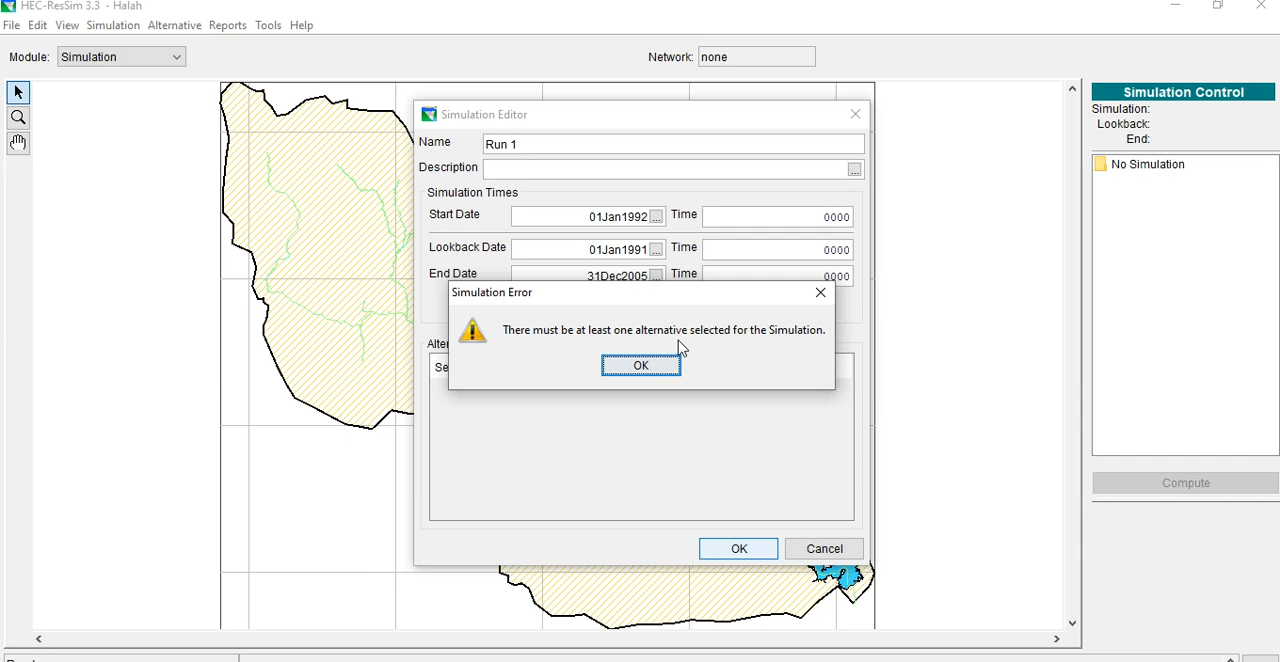 HEC-ResSim 3.3 - Halah
File Edit View Simulation Alternative Reports Tools Help
Module: Simulation Network: none
Simulation Control
Simulation:
Lookback:
End:
No Simulation
Compute
Simulation Editor
Name Run 1
Description ...
Simulation Times
Start Date 01Jan1992 ... Time 0000
Lookback Date 01Jan1991 ... Time 0000
End Date 31Dec2005 ... Time 0000
Simulation Error
There must be at least one alternative selected for the Simulation.
OK
Alter
Se
OK Cancel